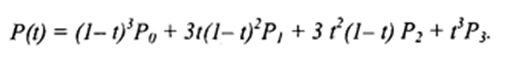 P(t) = (1– t)³P₀ + 3t(1– t)²P₁ + 3 t²(1– t) P₂ + t³P₃.